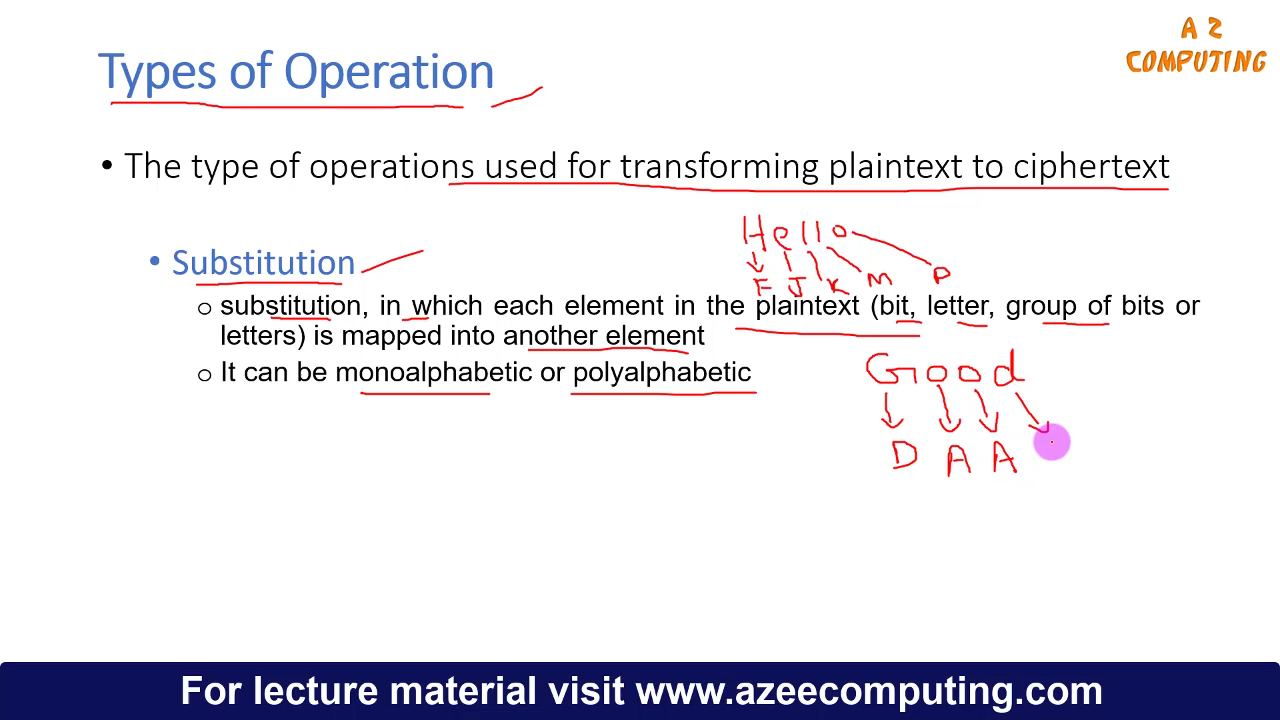 A Z
COMPUTING
Types of Operation
• The type of operations used for transforming plaintext to ciphertext
Hello
• Substitution
F J K M P
o substitution, in which each element in the plaintext (bit, letter, group of bits or
letters) is mapped into another element
o It can be monoalphabetic or polyalphabetic
Good
D A A
For lecture material visit www.azeecomputing.com